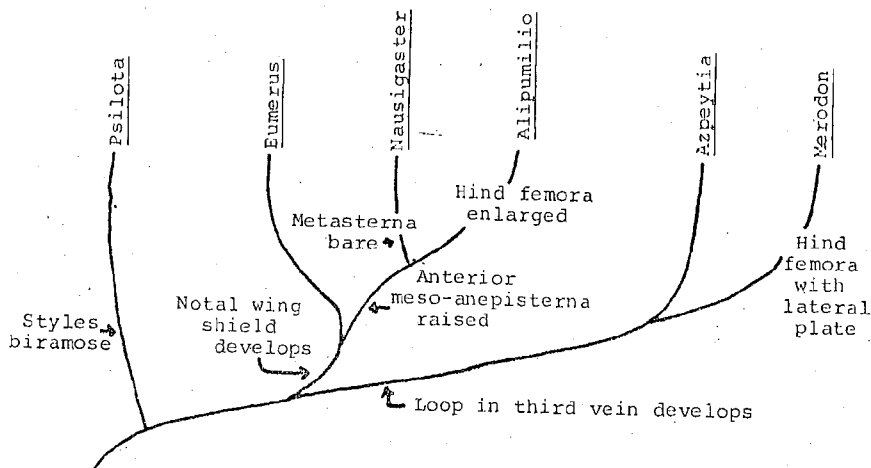 Psilota
Eumerus
Nausigaster
Alipumilio
Azpeytia
Merodon
Hind femora
enlarged
Metasterna
bare
Hind
femora
with
lateral
plate
Anterior
meso-anepisterna
raised
Notal wing
shield
develops
Styles
biramose
Loop in third vein develops